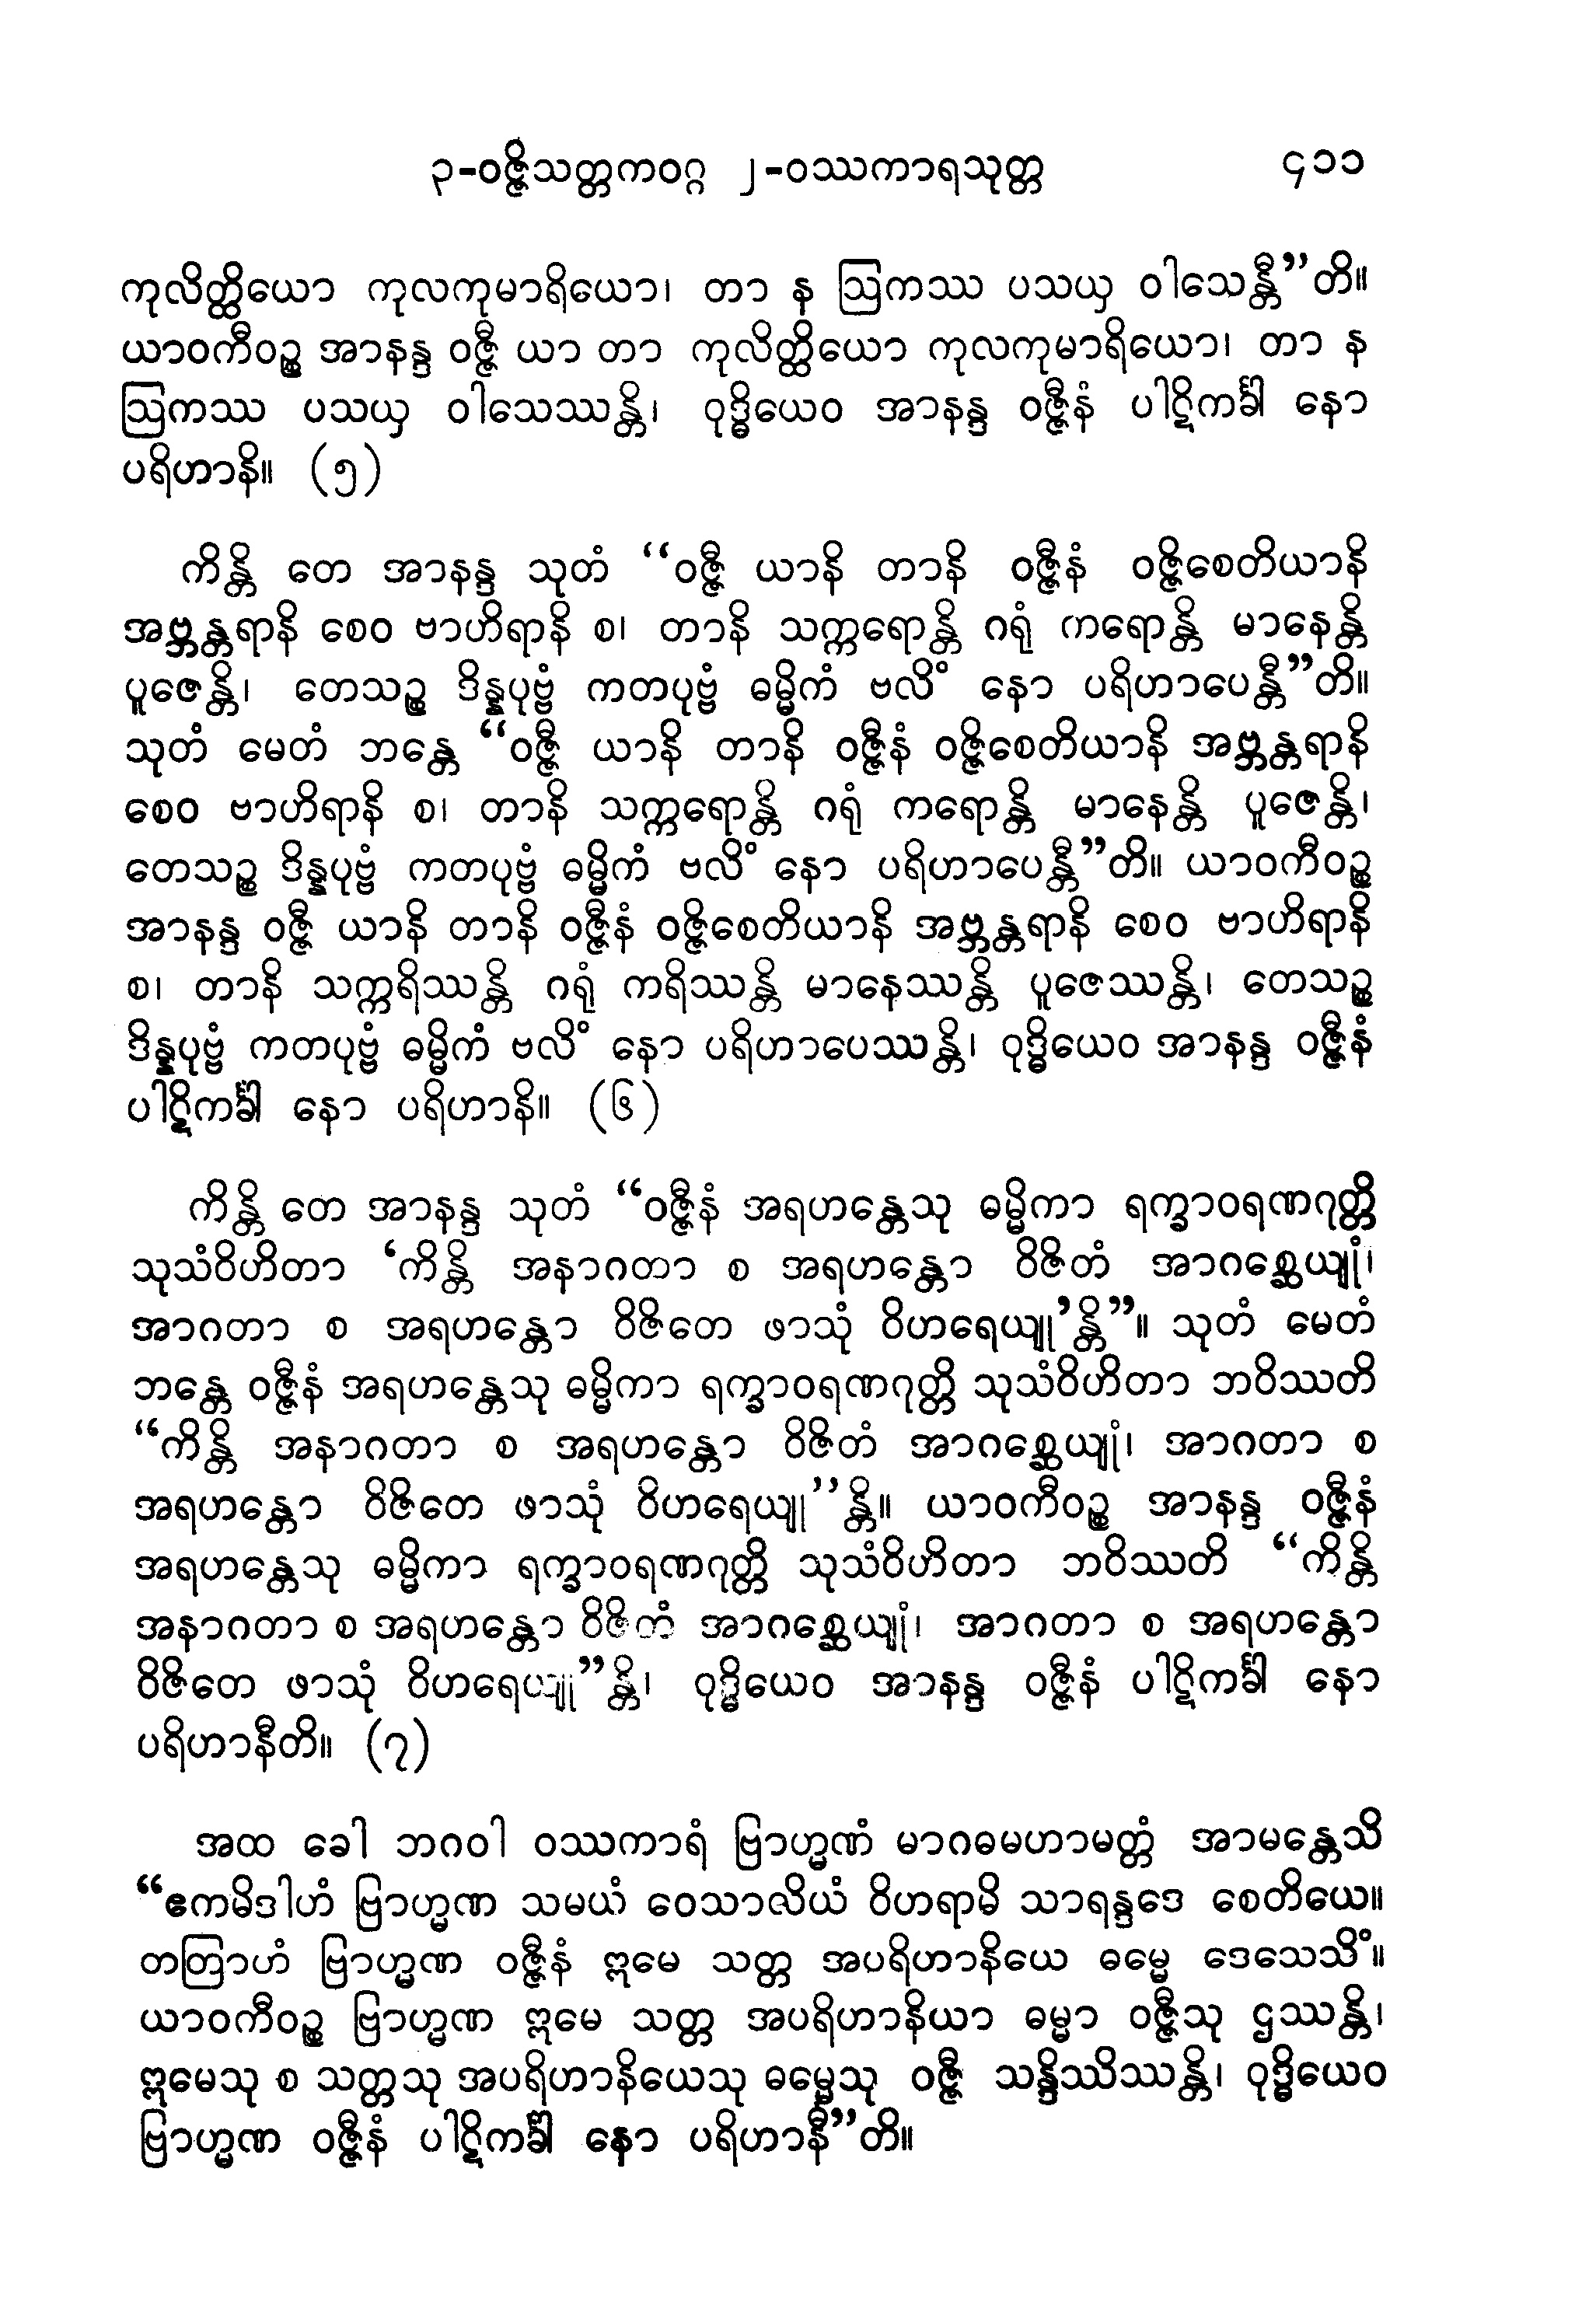 ၃-ဝဇ္ဇိသတ္တကဝဂ္ဂ ၂-ဝဿကာရသုတ္တ ၄၁၁
ကုလိတ္ထိယော ကုလကုမာရိယော၊ တာ န ဩကဿ ပသယှ ဝါသေန္တီ”တိ။
ယာဝကီဝဉ္စ အာနန္ဒ ဝဇ္ဇီ ယာ တာ ကုလိတ္ထိယော ကုလကုမာရိယော၊ တာ န
ဩကဿ ပသယှ ဝါသေဿန္တိ၊ ဝုဒ္ဓိယေဝ အာနန္ဒ ဝဇ္ဇီနံ ပါဋိကင်္ခါ နော
ပရိဟာနိ။ (၅)
ကိန္တိ တေ အာနန္ဒ သုတံ “ဝဇ္ဇီ ယာနိ တာနိ ဝဇ္ဇီနံ ဝဇ္ဇိစေတိယာနိ
အဗ္ဘန္တရာနိ စေဝ ဗာဟိရာနိ စ၊ တာနိ သက္ကရောန္တိ ဂရုံ ကရောန္တိ မာနေန္တိ
ပူဇေန္တိ၊ တေသဉ္စ ဒိန္နပုဗ္ဗံ ကတပုဗ္ဗံ ဓမ္မိကံ ဗလိံ နော ပရိဟာပေန္တီ”တိ။
သုတံ မေတံ ဘန္တေ “ဝဇ္ဇီ ယာနိ တာနိ ဝဇ္ဇီနံ ဝဇ္ဇိစေတိယာနိ အဗ္ဘန္တရာနိ
စေဝ ဗာဟိရာနိ စ၊ တာနိ သက္ကရောန္တိ ဂရုံ ကရောန္တိ မာနေန္တိ ပူဇေန္တိ၊
တေသဉ္စ ဒိန္နပုဗ္ဗံ ကတပုဗ္ဗံ ဓမ္မိကံ ဗလိံ နော ပရိဟာပေန္တီ”တိ။ ယာဝကီဝဉ္စ
အာနန္ဒ ဝဇ္ဇီ ယာနိ တာနိ ဝဇ္ဇီနံ ဝဇ္ဇိစေတိယာနိ အဗ္ဘန္တရာနိ စေဝ ဗာဟိရာနိ
စ၊ တာနိ သက္ကရိဿန္တိ ဂရုံ ကရိဿန္တိ မာနေဿန္တိ ပူဇေဿန္တိ၊ တေသဉ္စ
ဒိန္နပုဗ္ဗံ ကတပုဗ္ဗံ ဓမ္မိကံ ဗလိံ နော ပရိဟာပေဿန္တိ၊ ဝုဒ္ဓိယေဝ အာနန္ဒ ဝဇ္ဇီနံ
ပါဋိကင်္ခါ နော ပရိဟာနိ။ (၆)
ကိန္တိ တေ အာနန္ဒ သုတံ “ဝဇ္ဇီနံ အရဟန္တေသု ဓမ္မိကာ ရက္ခာဝရဏဂုတ္တိ
သုသံဝိဟိတာ ‘ကိန္တိ အနာဂတာ စ အရဟန္တော ဝိဇိတံ အာဂစ္ဆေယျုံ၊
အာဂတာ စ အရဟန္တော ဝိဇိတေ ဖာသုံ ဝိဟရေယျု’န္တိ”။ သုတံ မေတံ
ဘန္တေ ဝဇ္ဇီနံ အရဟန္တေသု ဓမ္မိကာ ရက္ခာဝရဏဂုတ္တိ သုသံဝိဟိတာ ဘဝိဿတိ
“ကိန္တိ အနာဂတာ စ အရဟန္တော ဝိဇိတံ အာဂစ္ဆေယျုံ၊ အာဂတာ စ
အရဟန္တော ဝိဇိတေ ဖာသုံ ဝိဟရေယျု”န္တိ။ ယာဝကီဝဉ္စ အာနန္ဒ ဝဇ္ဇီနံ
အရဟန္တေသု ဓမ္မိကာ ရက္ခာဝရဏဂုတ္တိ သုသံဝိဟိတာ ဘဝိဿတိ “ကိန္တိ
အနာဂတာ စ အရဟန္တော ဝိဇိတံ အာဂစ္ဆေယျုံ၊ အာဂတာ စ အရဟန္တော
ဝိဇိတေ ဖာသုံ ဝိဟရေယျု”န္တိ၊ ဝုဒ္ဓိယေဝ အာနန္ဒ ဝဇ္ဇီနံ ပါဋိကင်္ခါ နော
ပရိဟာနီတိ။ (၇)
အထ ခေါ ဘဂဝါ ဝဿကာရံ ဗြာဟ္မဏံ မာဂဓမဟာမတ္တံ အာမန္တေသိ
“ဧကမိဒါဟံ ဗြာဟ္မဏ သမယံ ဝေသာလိယံ ဝိဟရာမိ သာရန္ဒဒေ စေတိယေ။
တတြာဟံ ဗြာဟ္မဏ ဝဇ္ဇီနံ ဣမေ သတ္တ အပရိဟာနိယေ ဓမ္မေ ဒေသေသိံ။
ယာဝကီဝဉ္စ ဗြာဟ္မဏ ဣမေ သတ္တ အပရိဟာနိယာ ဓမ္မာ ဝဇ္ဇီသု ဌဿန္တိ၊
ဣမေသု စ သတ္တသု အပရိဟာနိယေသု ဓမ္မေသု ဝဇ္ဇီ သန္ဒိဿိဿန္တိ၊ ဝုဒ္ဓိယေဝ
ဗြာဟ္မဏ ဝဇ္ဇီနံ ပါဋိကင်္ခါ နော ပရိဟာနီ”တိ။